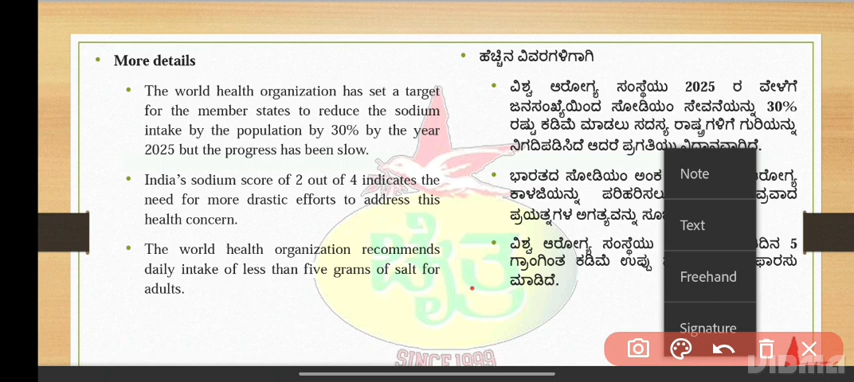 More details
The world health organization has set a target
for the member states to reduce the sodium
intake by the population by 30% by the year
2025 but the progress has been slow.
India's sodium score of 2 out of 4 indicates the
need for more drastic efforts to address this
health concern.
The world health organization recommends
daily intake of less than five grams of salt for
adults.
ಹೆಚ್ಚಿನ ವಿವರಗಳಿಗಾಗಿ
ವಿಶ್ವ ಆರೋಗ್ಯ ಸಂಸ್ಥೆಯು 2025 ರ ವೇಳೆಗೆ
ಜನಸಂಖ್ಯೆಯಿಂದ ಸೋಡಿಯಂ ಸೇವನೆಯನ್ನು 30%
ರಷ್ಟು ಕಡಿಮೆ ಮಾಡಲು ಸದಸ್ಯ ರಾಷ್ಟ್ರಗಳಿಗೆ ಗುರಿಯನ್ನು
ನಿಗದಿಪಡಿಸಿದೆ ಆದರೆ ಪ್ರಗತಿಯು ನಿಧಾನವಾಗಿದೆ.
ಭಾರತದ ಸೋಡಿಯಂ ಅಂಕ
ಕಾಳಜಿಯನ್ನು
ಪ್ರಯತ್ನಗಳ ಅಗತ್ಯವನ್ನು
ವಿಶ್ವ ಆರೋಗ್ಯ ಸಂಸ್ಥೆಯು 5
ಗ್ರಾಂಗಿಂತ ಕಡಿಮೆ ಉಪ್ಪು
ಮಾಡಿದೆ.
Note
Text
Freehand
Signature
ಜೈತ್ರ
SINCE 1999
VIDMA